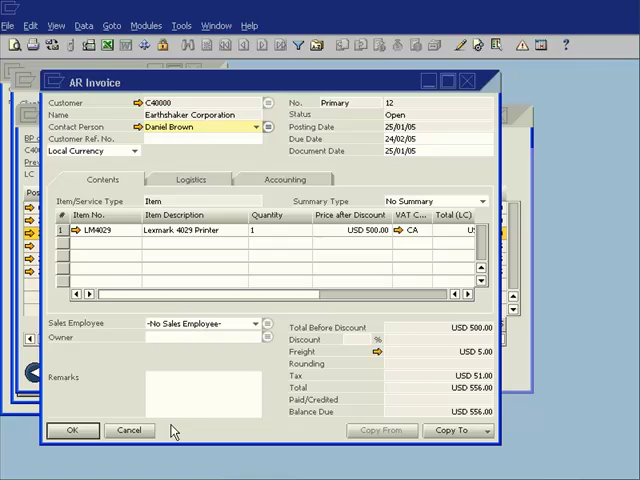 File Edit View Data Goto Modules Tools Window Help
AR Invoice
Customer C40000
Name Earthshaker Corporation
Contact Person Daniel Brown
Customer Ref. No.
Local Currency
No. Primary 12
Status Open
Posting Date 25/01/05
Due Date 24/02/05
Document Date 25/01/05
Contents Logistics Accounting
Item/Service Type Item Summary Type No Summary
# Item No. Item Description Quantity Price after Discount VAT C... Total (LC)
1 LM4029 Lexmark 4029 Printer 1 USD 500.00 CA
Sales Employee -No Sales Employee-
Owner
Remarks
Total Before Discount USD 500.00
Discount %
Freight USD 5.00
Rounding
Tax USD 51.00
Total USD 556.00
Paid/Credited
Balance Due USD 556.00
OK Cancel Copy From Copy To